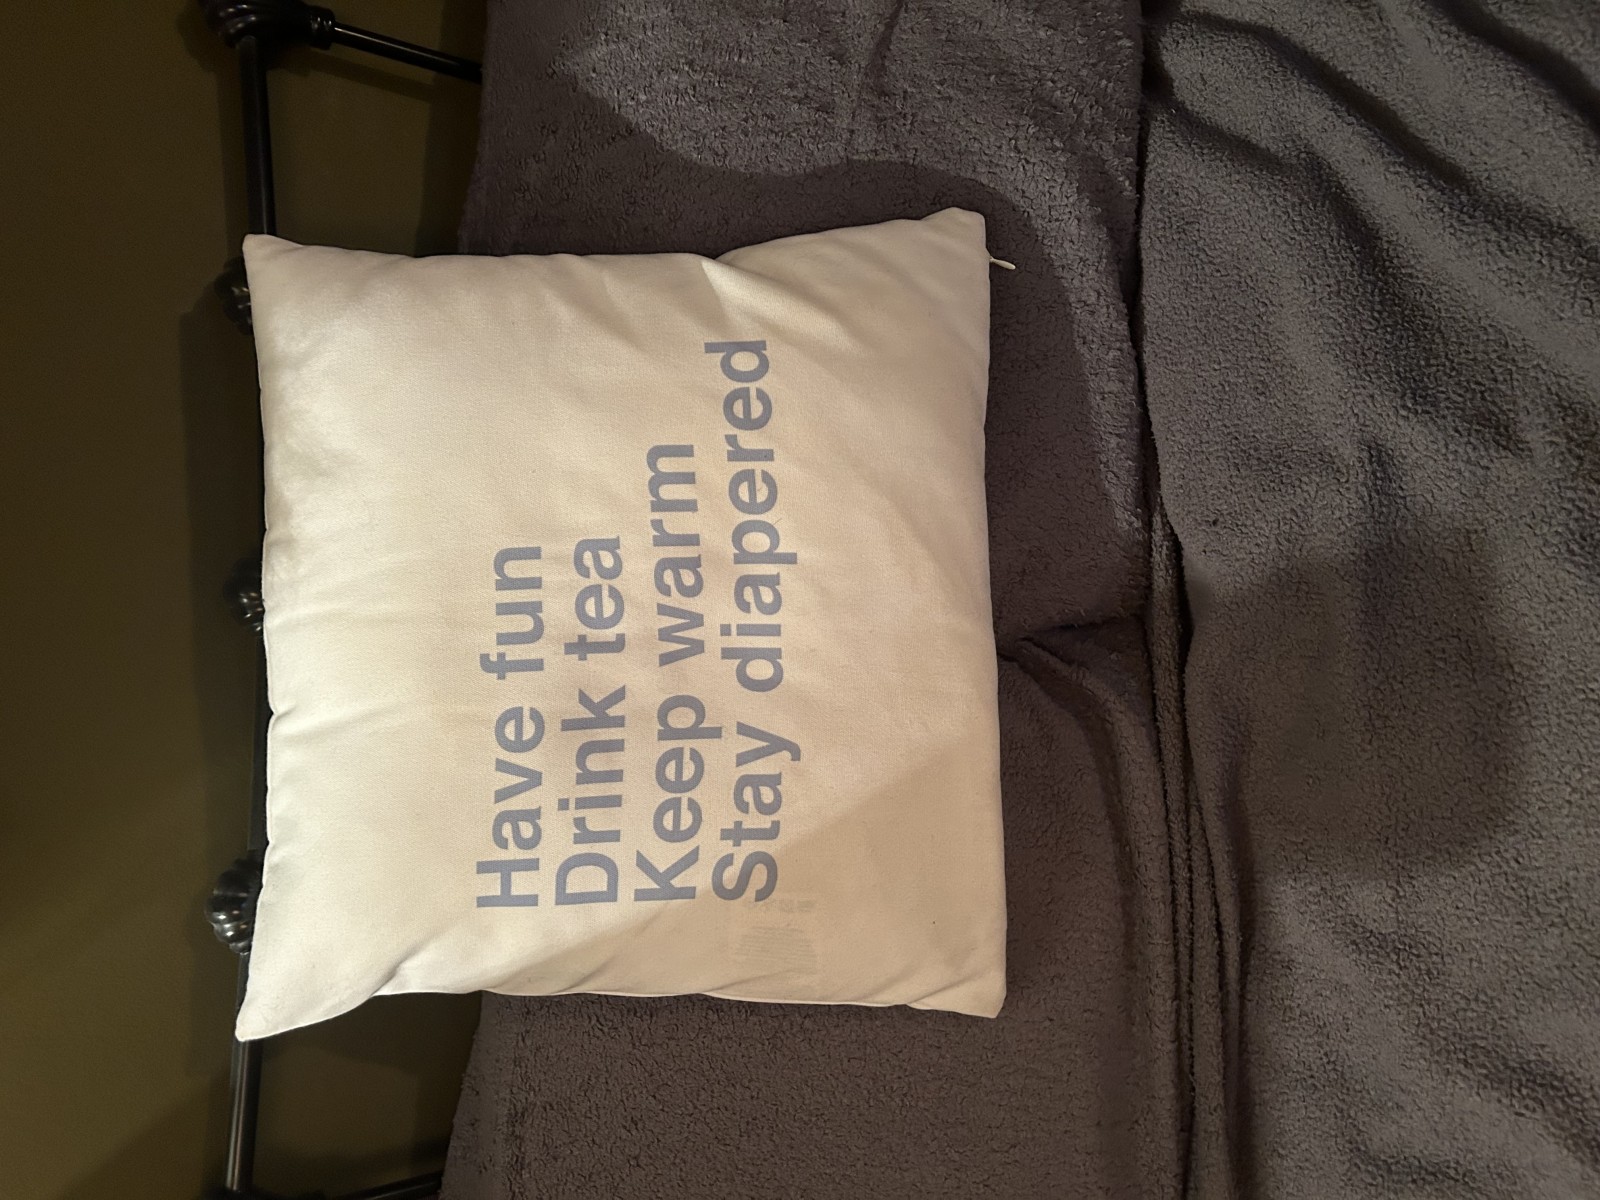 Have fun
Drink tea
Keep warm
Stay diapered